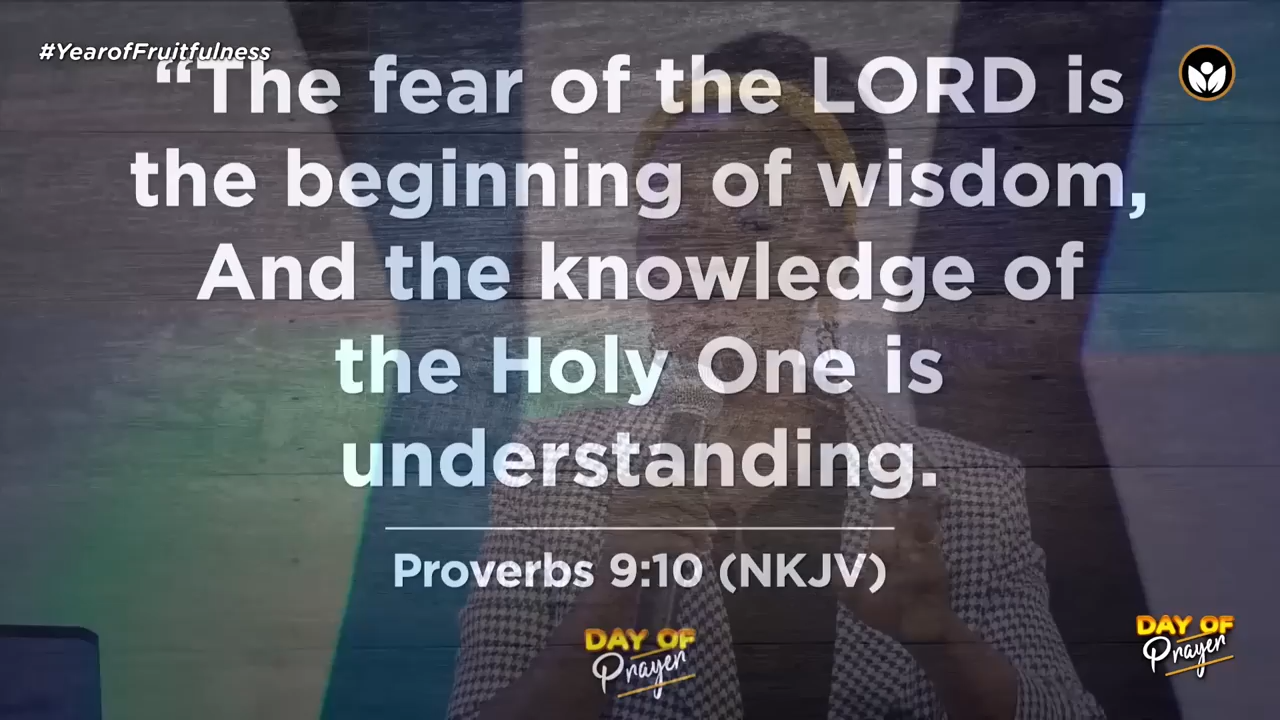 #YearofFruitfulness
“The fear of the LORD is
the beginning of wisdom,
And the knowledge of
the Holy One is
understanding.
Proverbs 9:10 (NKJV)
DAY OF
Prayer
DAY OF
Prayer